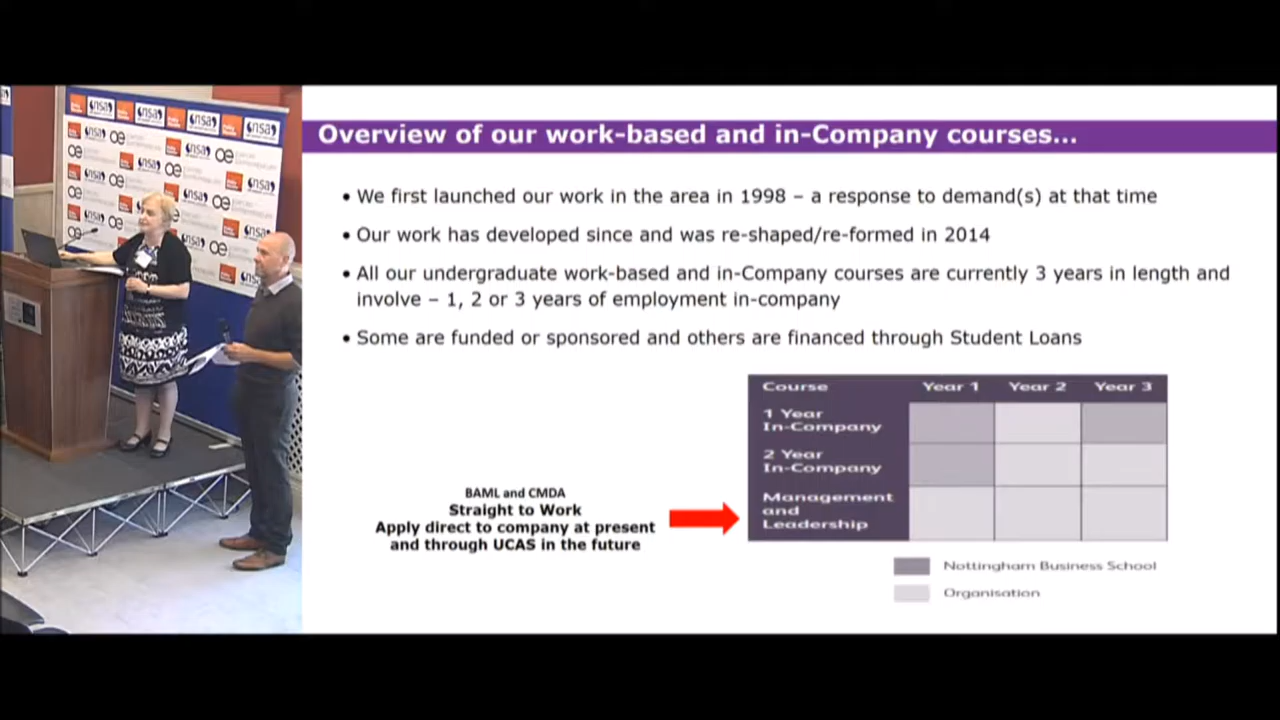 Overview of our work-based and in-Company courses...
• We first launched our work in the area in 1998 – a response to demand(s) at that time
• Our work has developed since and was re-shaped/re-formed in 2014
• All our undergraduate work-based and in-Company courses are currently 3 years in length and
involve – 1, 2 or 3 years of employment in-company
• Some are funded or sponsored and others are financed through Student Loans
Course Year 1 Year 2 Year 3
1 Year
In-Company
2 Year
In-Company
Management
and
Leadership
BAML and CMDA
Straight to Work
Apply direct to company at present
and through UCAS in the future
Nottingham Business School
Organisation
nsa
nsa
nsa
nsa